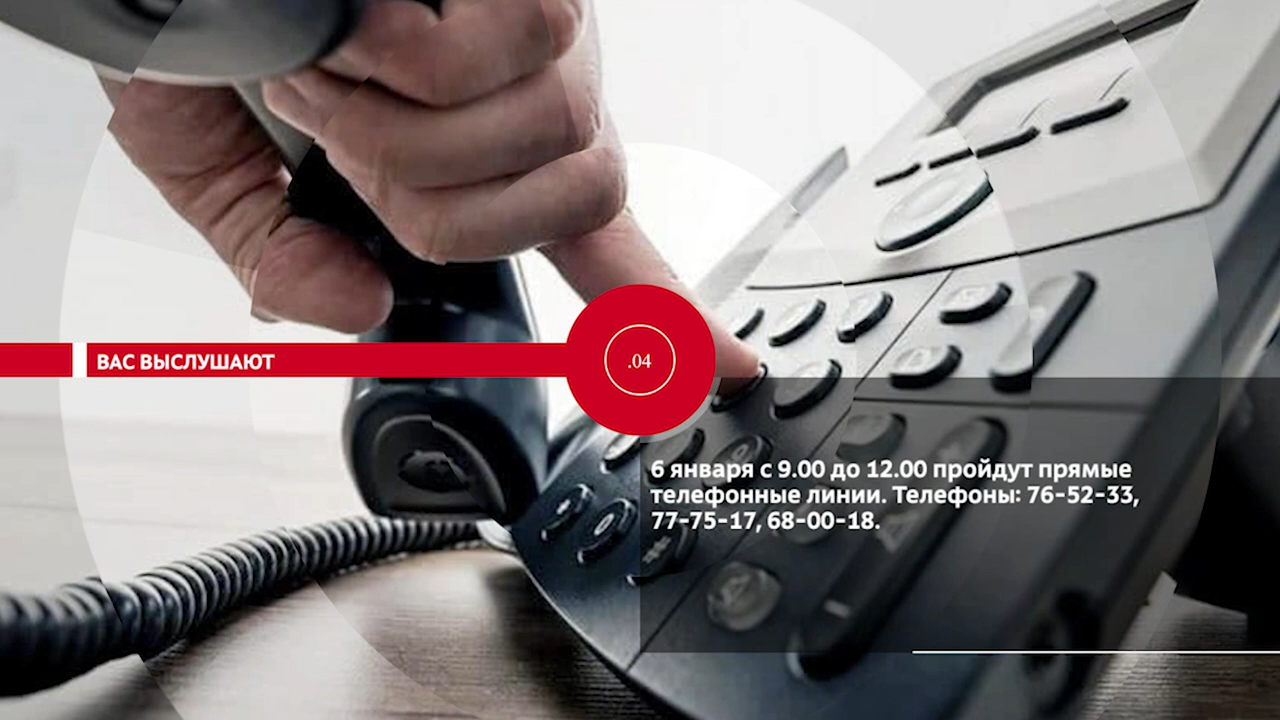 ВАС ВЫСЛУШАЮТ
.04
6 января с 9.00 до 12.00 пройдут прямые
телефонные линии. Телефоны: 76-52-33,
77-75-17, 68-00-18.